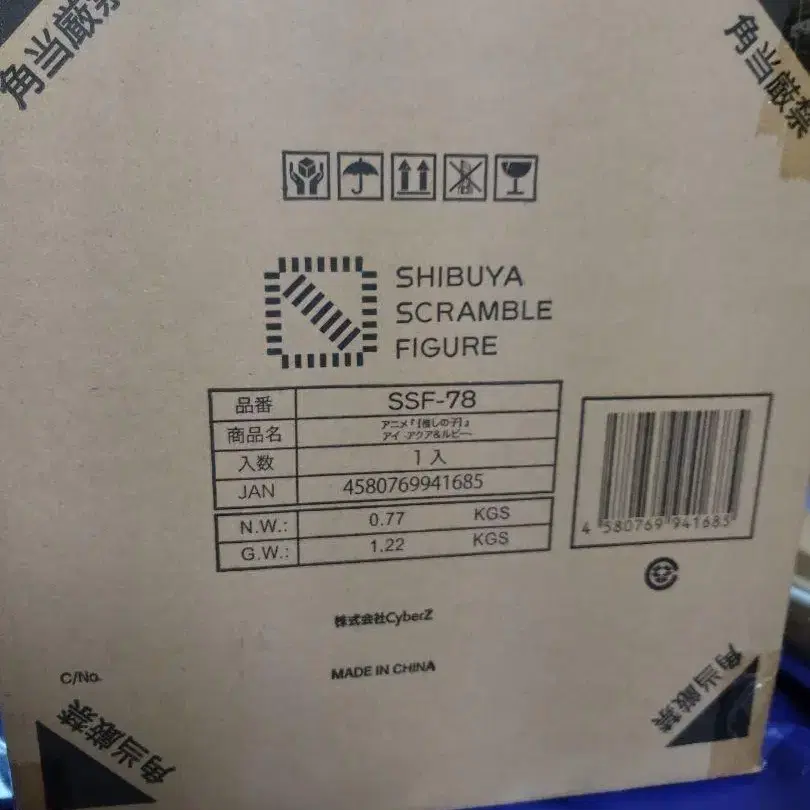 角当厳禁
角当厳禁
SHIBUYA
SCRAMBLE
FIGURE
品番 SSF-78
商品名 アニメ『【推しの子】』
アイ -アクア&ルビー-
入数 1 入
JAN 4580769941685
N.W.: 0.77 KGS
G.W.: 1.22 KGS
4 580769 941685
株式会社CyberZ
MADE IN CHINA
C/No.
角当厳禁
角当厳禁